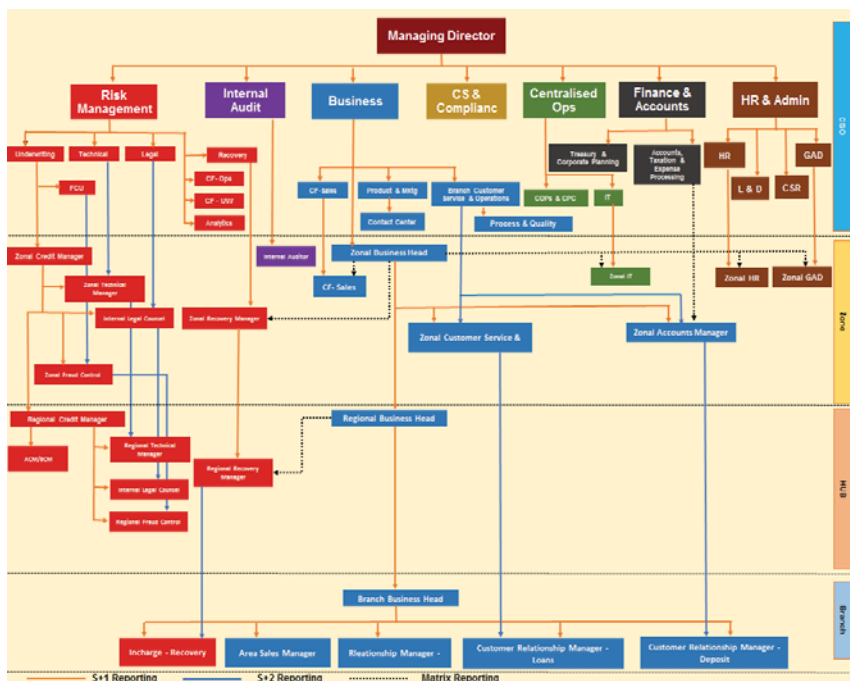 Managing Director
Risk
Management
Internal
Audit
Business
CS &
Complianc
Centralised
Ops
Finance &
Accounts
HR & Admin
CSO
Underwriting
Technical
Legal
Recovery
FCU
CF- Ops
CF - UW
Analytics
CF-Sales
Product & Mktg
Branch Customer
Service & Operations
Contact Center
Process & Quality
Treasury &
Corporate Planning
Accounts,
Taxation &
Expense
Processing
COPs & CPC
IT
HR
GAD
L & D
CSR
Zonal Credit Manager
Internal Auditor
Zonal Business Head
Zonal IT
Zonal HR
Zonal GAD
Zonal Technical
Manager
CF- Sales
Internal Legal Counsel
Zonal Recovery Manager
Zonal Customer Service &
Zonal Accounts Manager
Zone
Zonal Fraud Control
Regional Credit Manager
Regional Business Head
ACM/BCM
Regional Technical
Manager
Regional Recovery
Manager
Internal Legal Counsel
Regional Fraud Control
HUB
Branch Business Head
Branch
Incharge - Recovery
Area Sales Manager
Rleationship Manager -
Customer Relationship Manager -
Loans
Customer Relationship Manager -
Deposit
S+1 Reporting
S+2 Reporting
Matrix Reporting